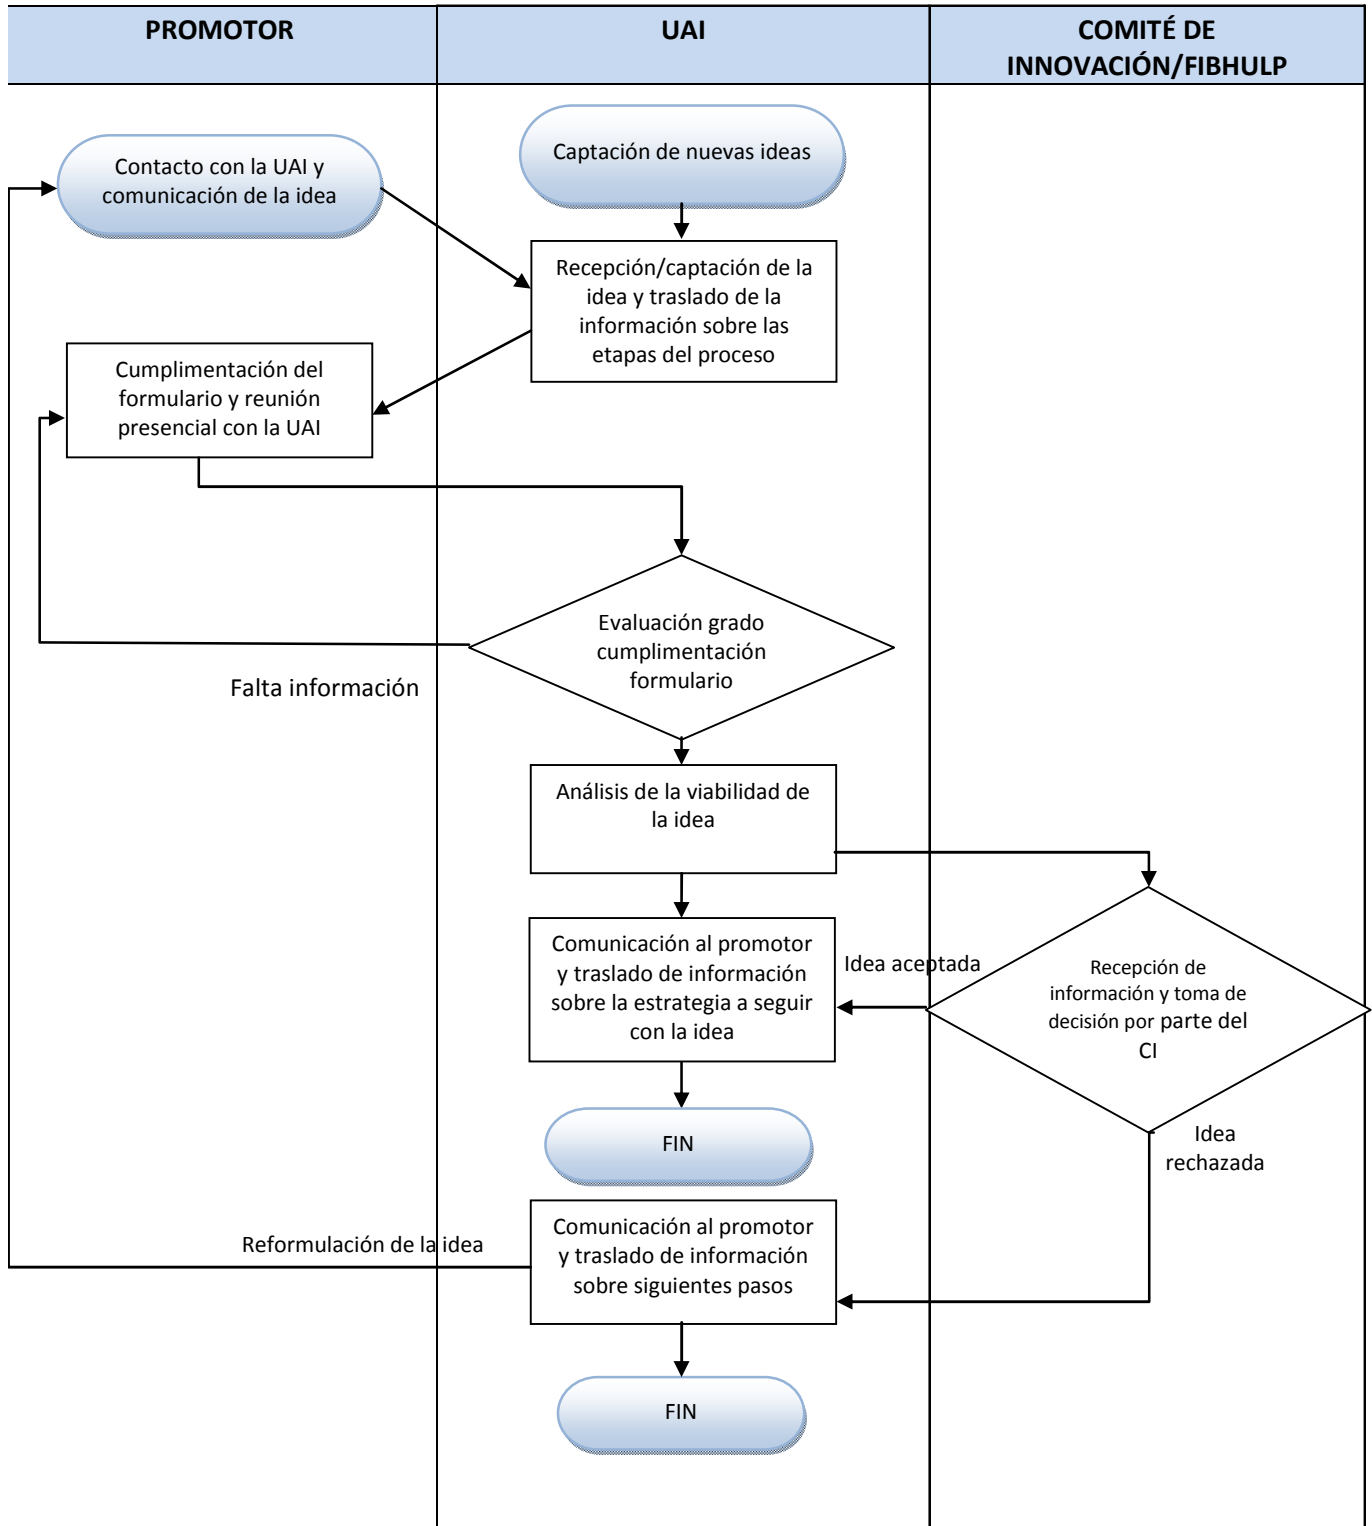 PROMOTOR
UAI
COMITÉ DE
INNOVACIÓN/FIBHULP
Contacto con la UAI y
comunicación de la idea
Captación de nuevas ideas
Recepción/captación de la
idea y traslado de la
información sobre las
etapas del proceso
Cumplimentación del
formulario y reunión
presencial con la UAI
Evaluación grado
cumplimentación
formulario
Falta información
Análisis de la viabilidad de
la idea
Comunicación al promotor
y traslado de información
sobre la estrategia a seguir
con la idea
Idea aceptada
Recepción de
información y toma de
decisión por parte del
CI
FIN
Idea
rechazada
Reformulación de la idea
Comunicación al promotor
y traslado de información
sobre siguientes pasos
FIN